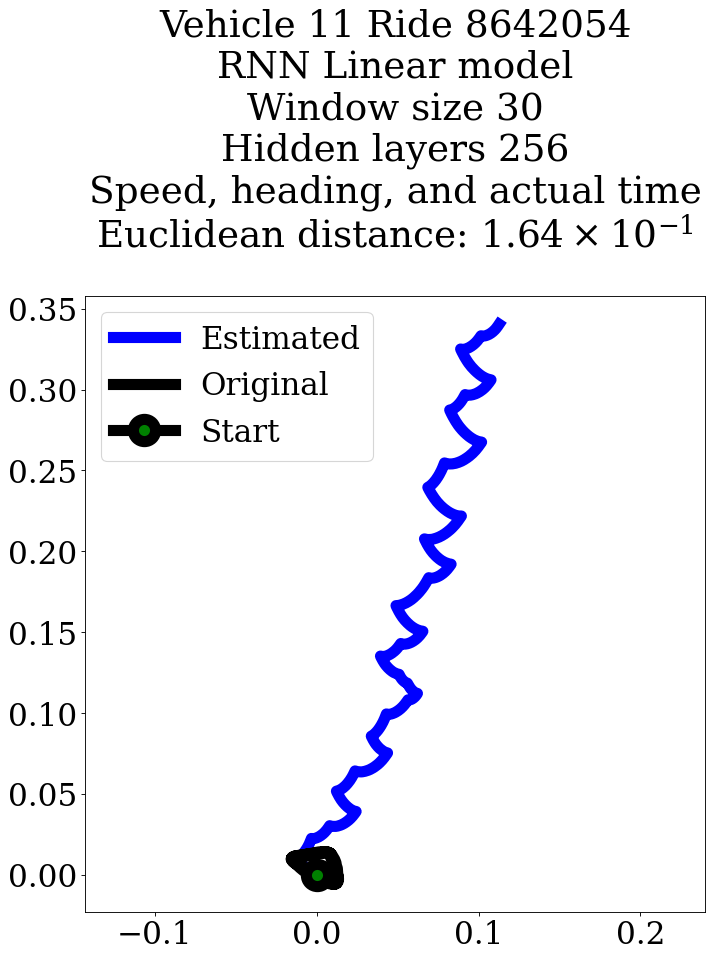 Vehicle 11 Ride 8642054
RNN Linear model
Window size 30
Hidden layers 256
Speed, heading, and actual time
Euclidean distance: 1.64 × 10⁻¹
Estimated
Original
Start
0.35
0.30
0.25
0.20
0.15
0.10
0.05
0.00
−0.1 0.0 0.1 0.2